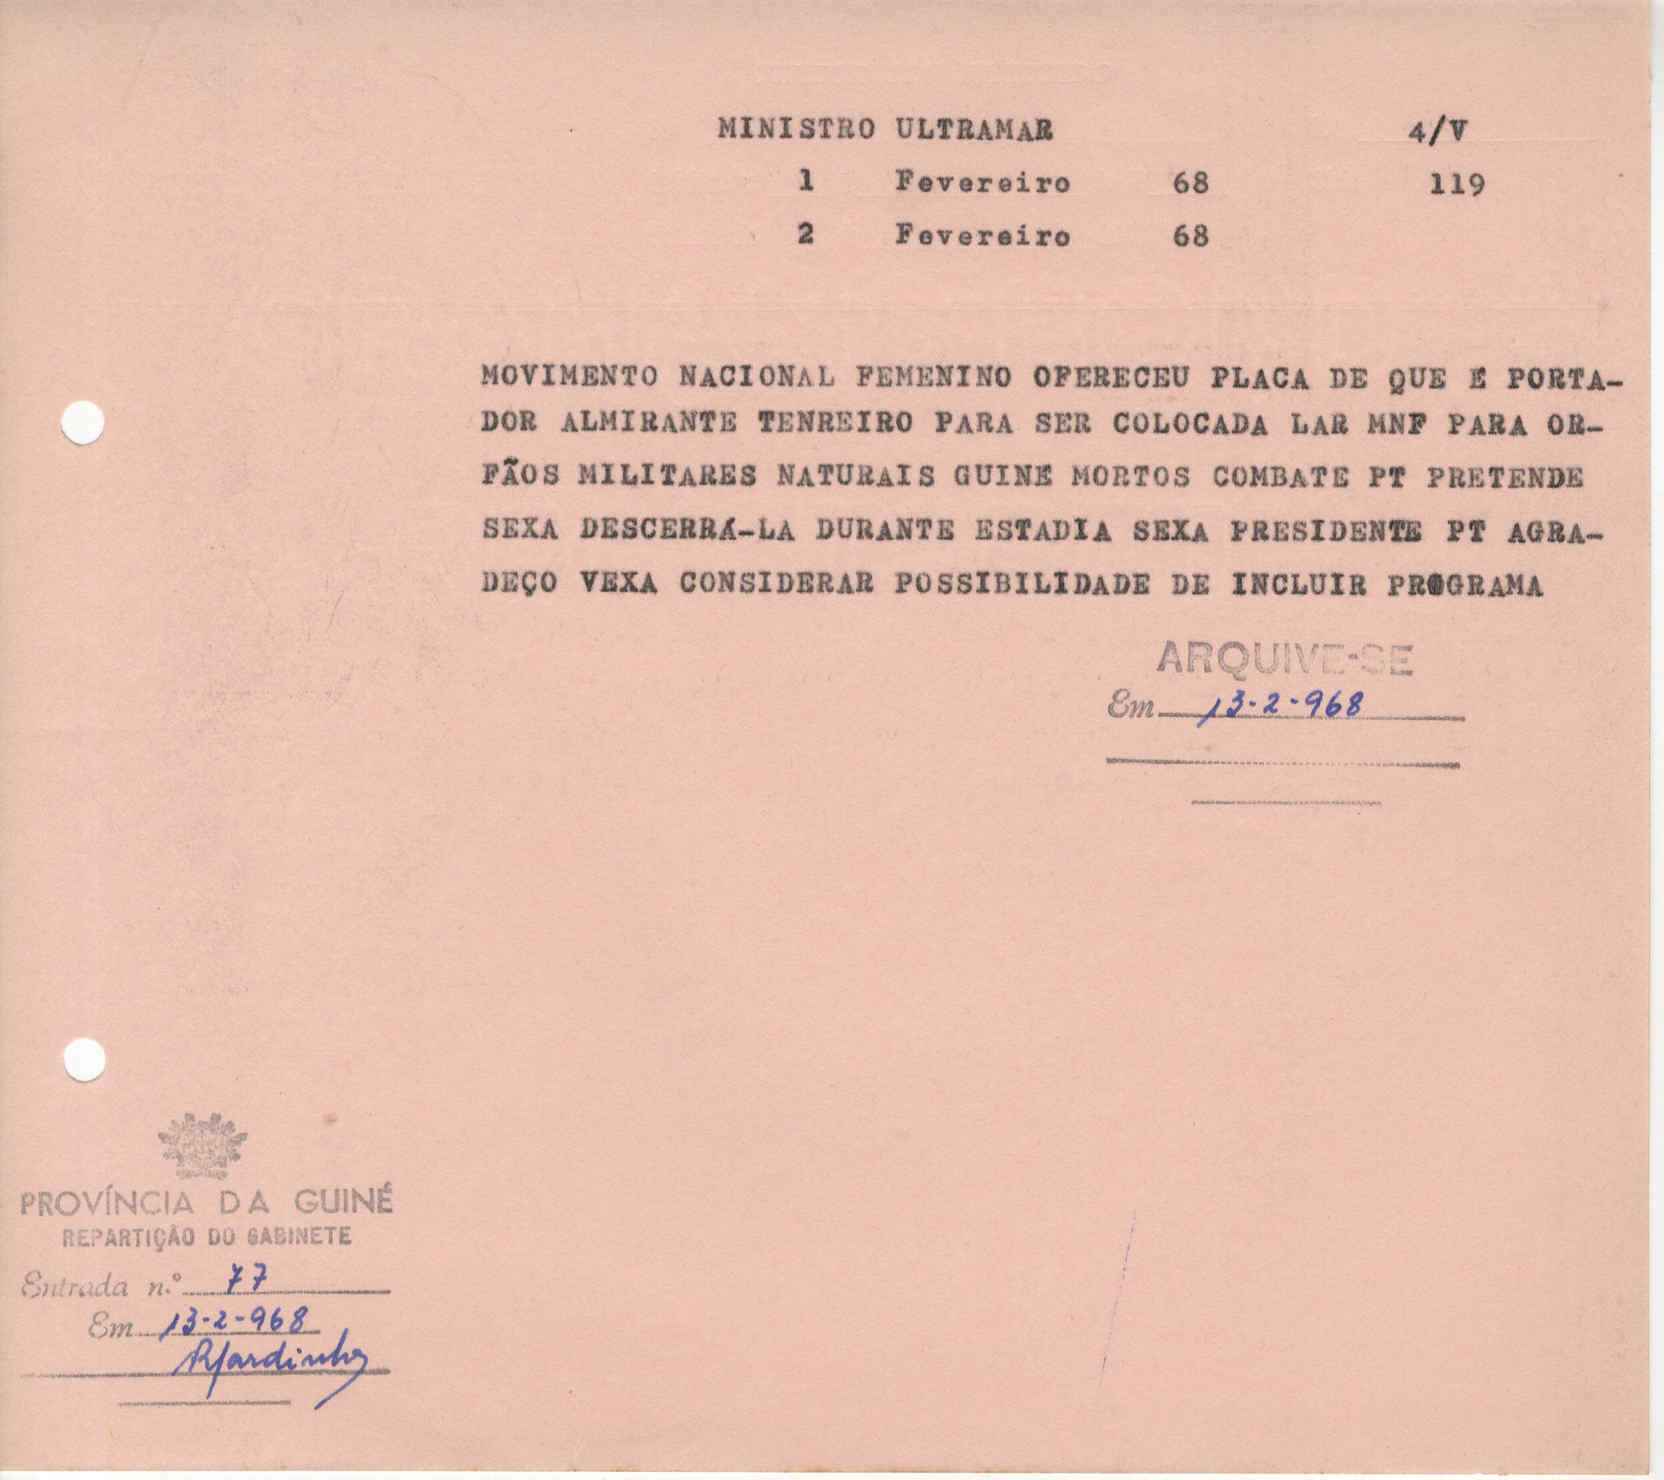 MINISTRO ULTRAMAR 4/V
1 Fevereiro 68 119
2 Fevereiro 68
MOVIMENTO NACIONAL FEMENINO OFERECEU PLACA DE QUE É PORTA-
DOR ALMIRANTE TENREIRO PARA SER COLOCADA LAR MNF PARA OR-
FÃOS MILITARES NATURAIS GUINÉ MORTOS COMBATE PT PRETENDE
SEXA DESCERRÁ-LA DURANTE ESTADIA SEXA PRESIDENTE PT AGRA-
DEÇO VEXA CONSIDERAR POSSIBILIDADE DE INCLUIR PROGRAMA
ARQUIVE-SE
Em 13-2-968
PROVÍNCIA DA GUINÉ
REPARTIÇÃO DO GABINETE
Entrada n.º 77
Em 13-2-968